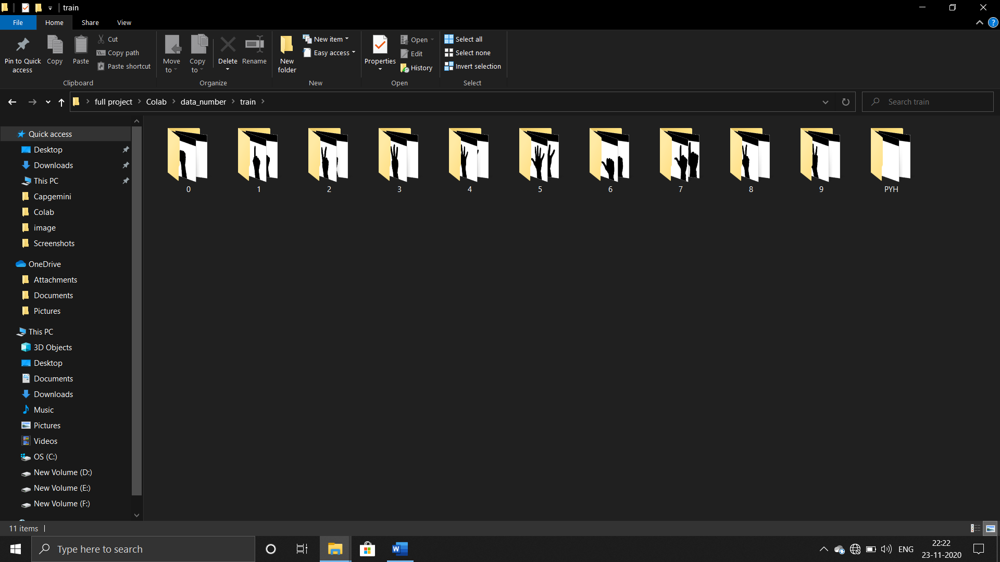 train
File Home Share View
Pin to Quick access
Copy
Paste
Cut
Copy path
Paste shortcut
Clipboard
Move to
Copy to
Delete
Rename
Organize
New folder
New item
Easy access
New
Properties
Open
Edit
History
Open
Select all
Select none
Invert selection
Select
full project > Colab > data_number > train >
Search train
Quick access
Desktop
Downloads
This PC
Capgemini
Colab
image
Screenshots
OneDrive
Attachments
Documents
Pictures
This PC
3D Objects
Desktop
Documents
Downloads
Music
Pictures
Videos
OS (C:)
New Volume (D:)
New Volume (E:)
New Volume (F:)
0 1 2 3 4 5 6 7 8 9 PYH
11 items
Type here to search
W
ENG
22:22
23-11-2020